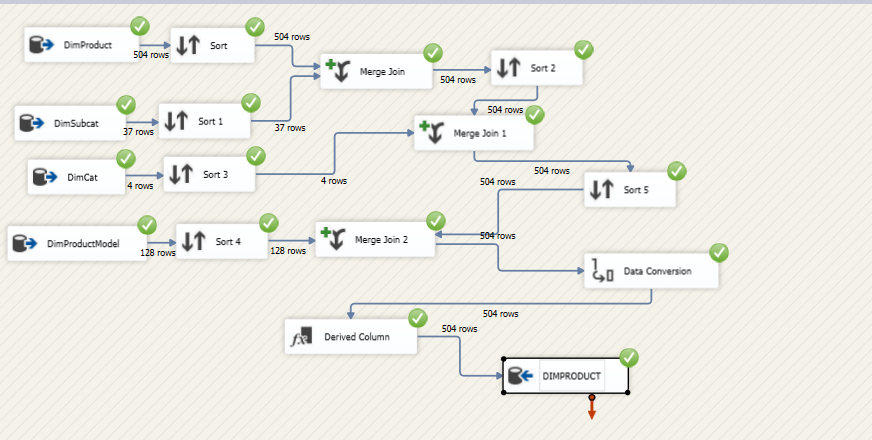 DimProduct
504 rows
Sort
504 rows
Merge Join
504 rows
Sort 2
DimSubcat
37 rows
Sort 1
37 rows
504 rows
Merge Join 1
DimCat
4 rows
Sort 3
4 rows
504 rows
504 rows
Sort 5
DimProductModel
128 rows
Sort 4
128 rows
Merge Join 2
504 rows
Data Conversion
504 rows
Derived Column
504 rows
DIMPRODUCT